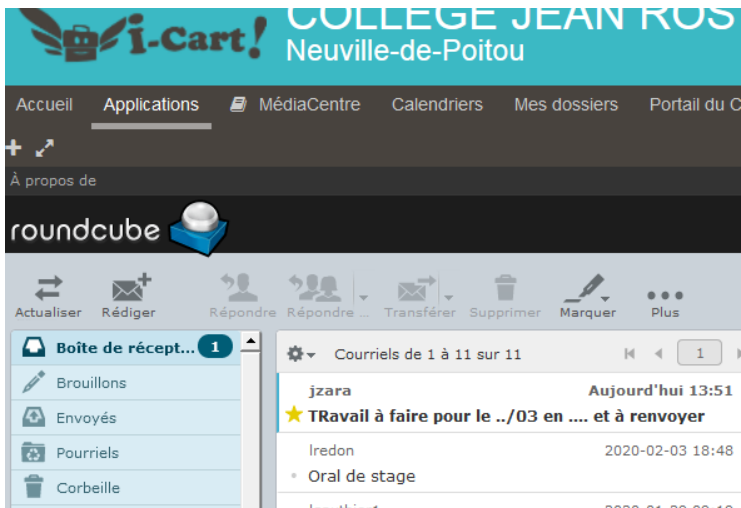 i-Cart!
COLLEGE JEAN ROS
Neuville-de-Poitou
Accueil Applications MédiaCentre Calendriers Mes dossiers Portail du C
À propos de
roundcube
Actualiser Rédiger Répondre Répondre ... Transférer Supprimer Marquer Plus
Boîte de récept... 1
Courriels de 1 à 11 sur 11 1
Brouillons
jzara Aujourd'hui 13:51
TRavail à faire pour le ../03 en .... et à renvoyer
Envoyés
Pourriels
lredon 2020-02-03 18:48
Oral de stage
Corbeille